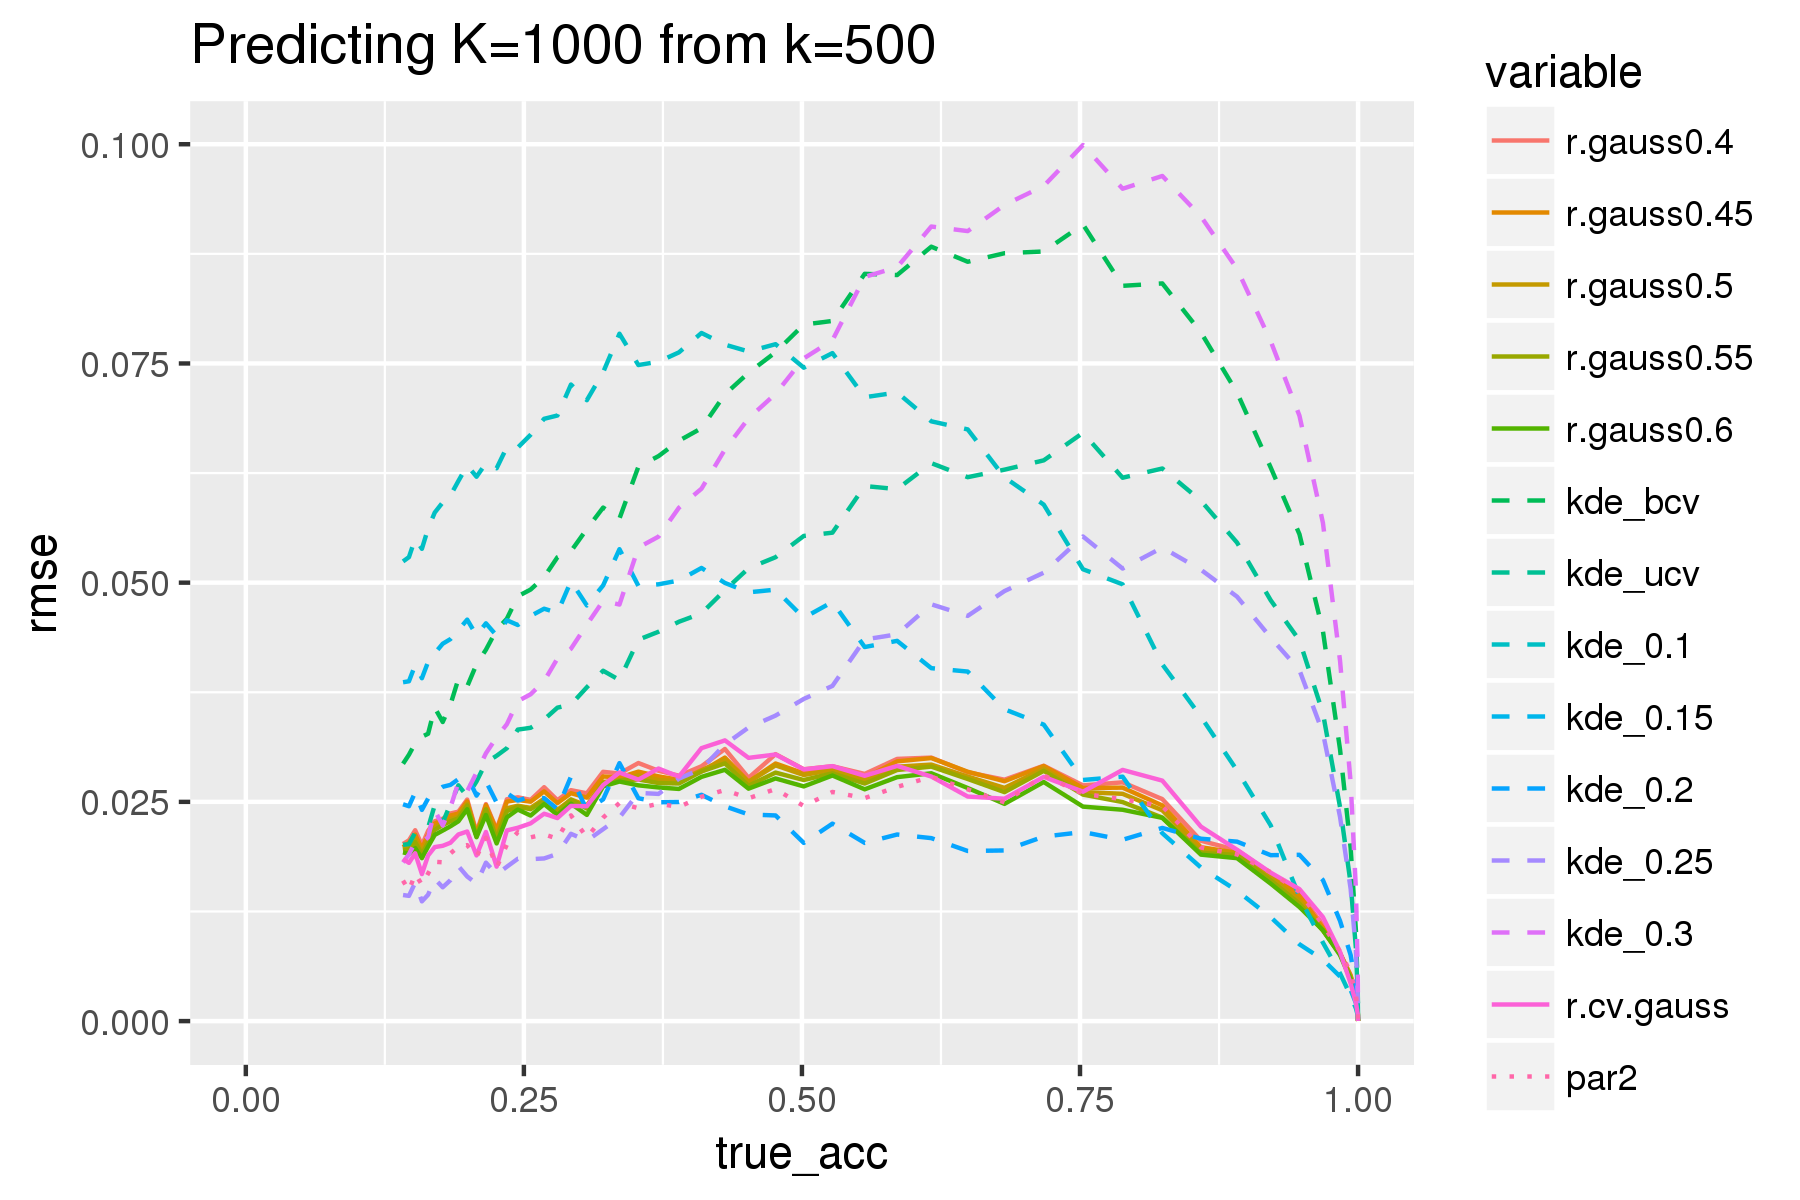 Predicting K=1000 from k=500
variable
r.gauss0.4
r.gauss0.45
r.gauss0.5
r.gauss0.55
r.gauss0.6
kde_bcv
kde_ucv
kde_0.1
kde_0.15
kde_0.2
kde_0.25
kde_0.3
r.cv.gauss
par2
rmse
0.100
0.075
0.050
0.025
0.000
0.00 0.25 0.50 0.75 1.00
true_acc